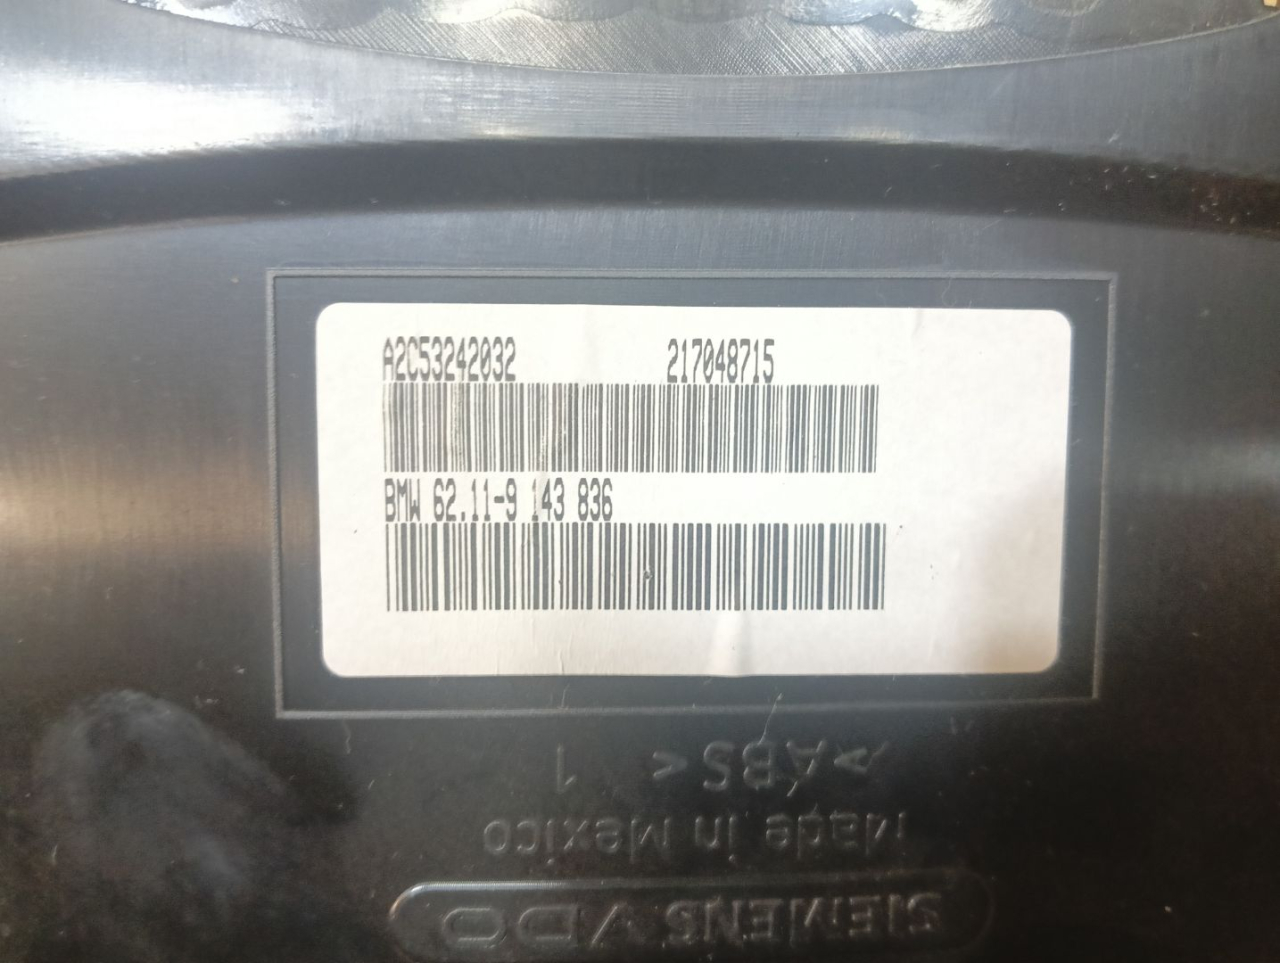 A2C53242032 217048715
BMW 62.11-9 143 836
>ABS< 1
Made in Mexico
SIEMENS VDO